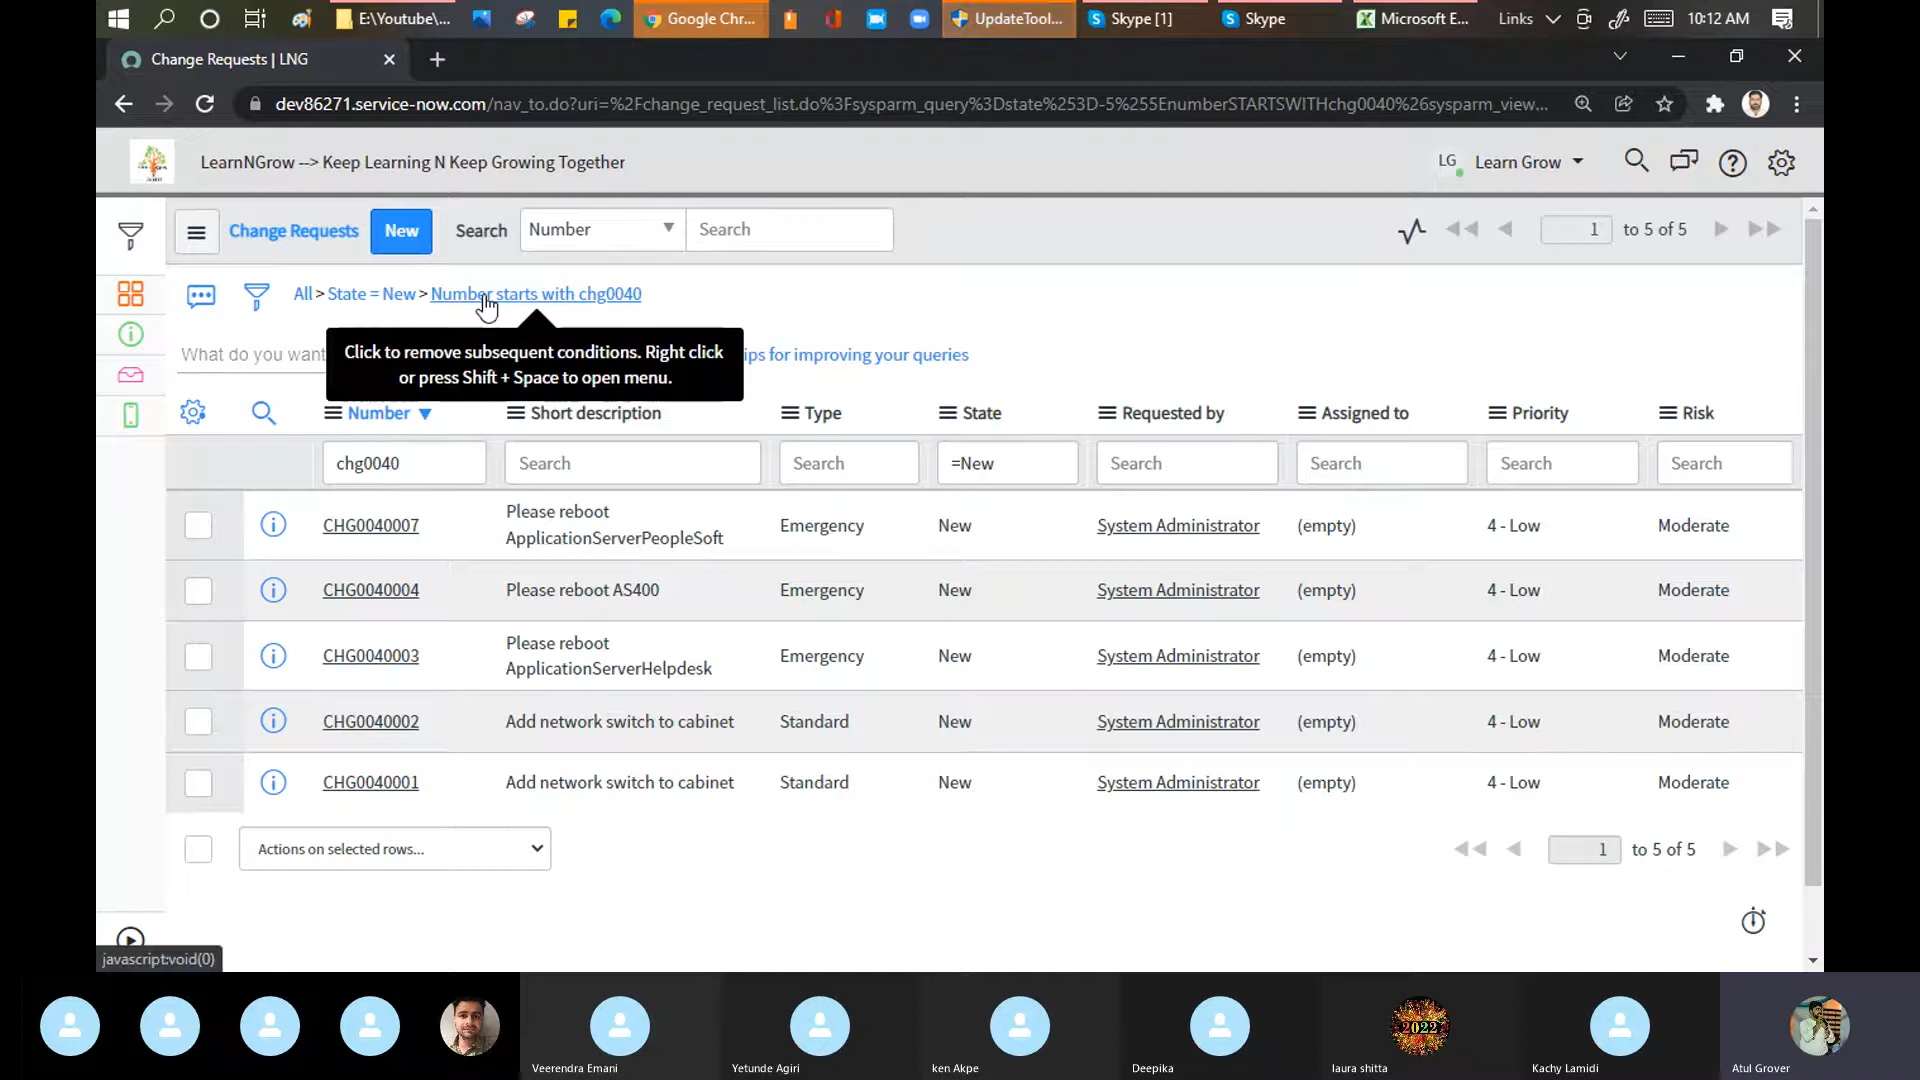 E:\Youtube\...
Google Chr...
UpdateTool...
Skype [1]
Skype
Microsoft E...
Links
10:12 AM
Change Requests | LNG
dev86271.service-now.com/nav_to.do?uri=%2Fchange_request_list.do%3Fsysparm_query%3Dstate%253D-5%255EnumberSTARTSWITHchg0040%26sysparm_view...
LearnNGrow --> Keep Learning N Keep Growing Together
LG Learn Grow
Change Requests New Search Number Search 1 to 5 of 5
All > State = New > Number starts with chg0040
What do you want ips for improving your queries
Click to remove subsequent conditions. Right click
or press Shift + Space to open menu.
Number Short description Type State Requested by Assigned to Priority Risk
chg0040 Search Search =New Search Search Search Search
CHG0040007 Please reboot ApplicationServerPeopleSoft Emergency New System Administrator (empty) 4 - Low Moderate
CHG0040004 Please reboot AS400 Emergency New System Administrator (empty) 4 - Low Moderate
CHG0040003 Please reboot ApplicationServerHelpdesk Emergency New System Administrator (empty) 4 - Low Moderate
CHG0040002 Add network switch to cabinet Standard New System Administrator (empty) 4 - Low Moderate
CHG0040001 Add network switch to cabinet Standard New System Administrator (empty) 4 - Low Moderate
Actions on selected rows... 1 to 5 of 5
javascript:void(0)
2022
Veerendra Emani
Yetunde Agiri
ken Akpe
Deepika
laura shitta
Kachy Lamidi
Atul Grover